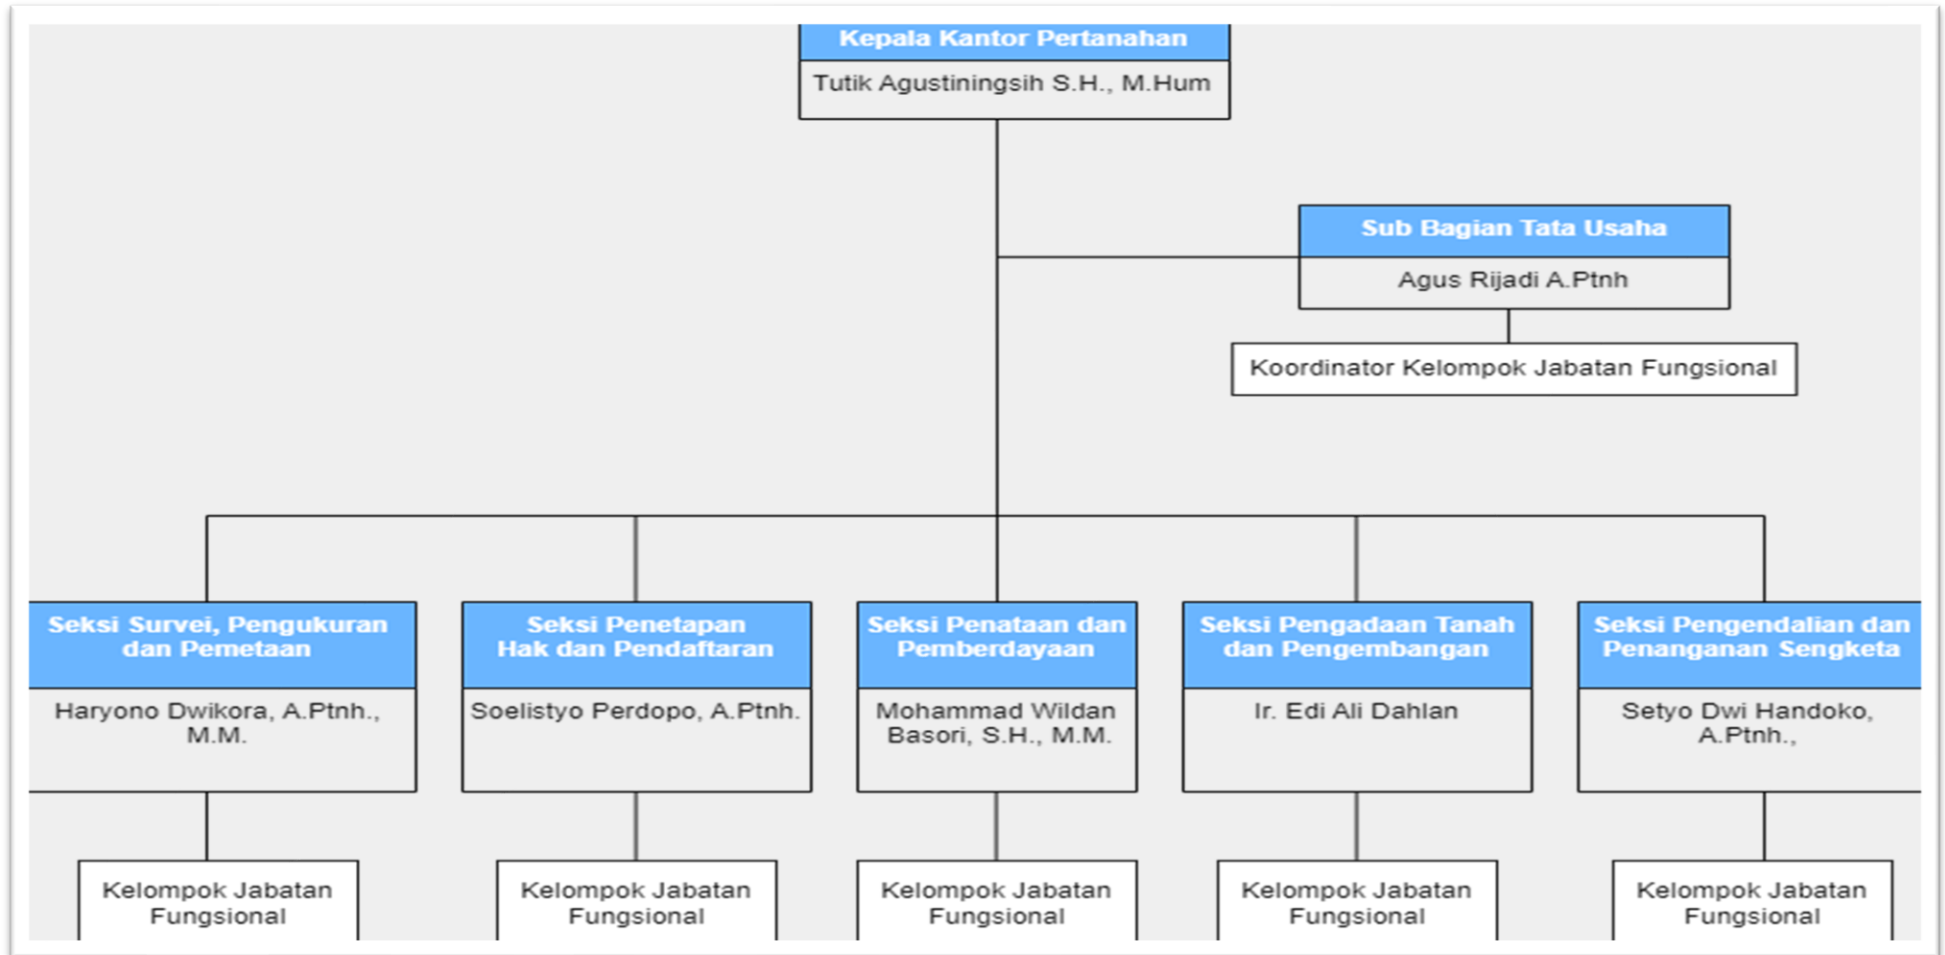 Kepala Kantor Pertanahan
Tutik Agustiningsih S.H., M.Hum
Sub Bagian Tata Usaha
Agus Rijadi A.Ptnh
Koordinator Kelompok Jabatan Fungsional
Seksi Survei, Pengukuran
dan Pemetaan
Haryono Dwikora, A.Ptnh.,
M.M.
Kelompok Jabatan
Fungsional
Seksi Penetapan
Hak dan Pendaftaran
Soelistyo Perdopo, A.Ptnh.
Kelompok Jabatan
Fungsional
Seksi Penataan dan
Pemberdayaan
Mohammad Wildan
Basori, S.H., M.M.
Kelompok Jabatan
Fungsional
Seksi Pengadaan Tanah
dan Pengembangan
Ir. Edi Ali Dahlan
Kelompok Jabatan
Fungsional
Seksi Pengendalian dan
Penanganan Sengketa
Setyo Dwi Handoko,
A.Ptnh.,
Kelompok Jabatan
Fungsional